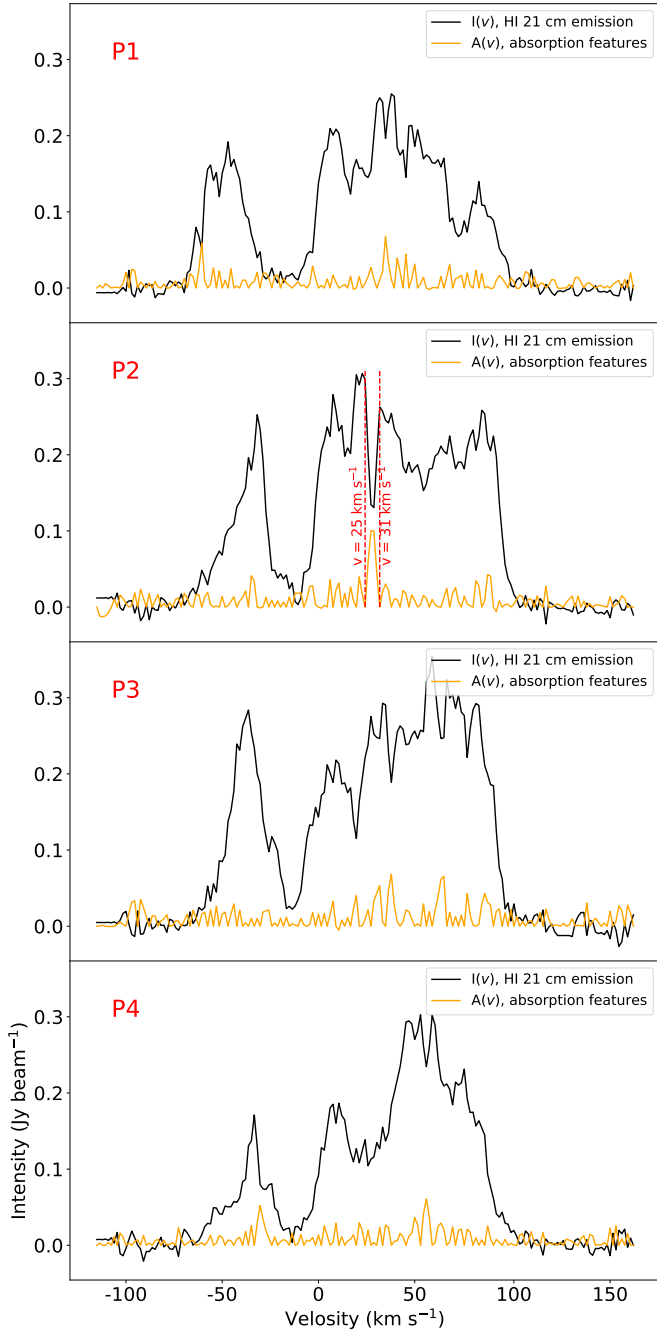 P1
I(v), HI 21 cm emission
A(v), absorption features
0.3
0.2
0.1
0.0
P2
I(v), HI 21 cm emission
A(v), absorption features
0.3
0.2
0.1
0.0
v = 25 km s⁻¹
v = 31 km s⁻¹
P3
I(v), HI 21 cm emission
A(v), absorption features
0.3
0.2
0.1
0.0
P4
I(v), HI 21 cm emission
A(v), absorption features
0.3
0.2
0.1
0.0
Intensity (Jy beam⁻¹)
-100 -50 0 50 100 150
Velosity (km s⁻¹)